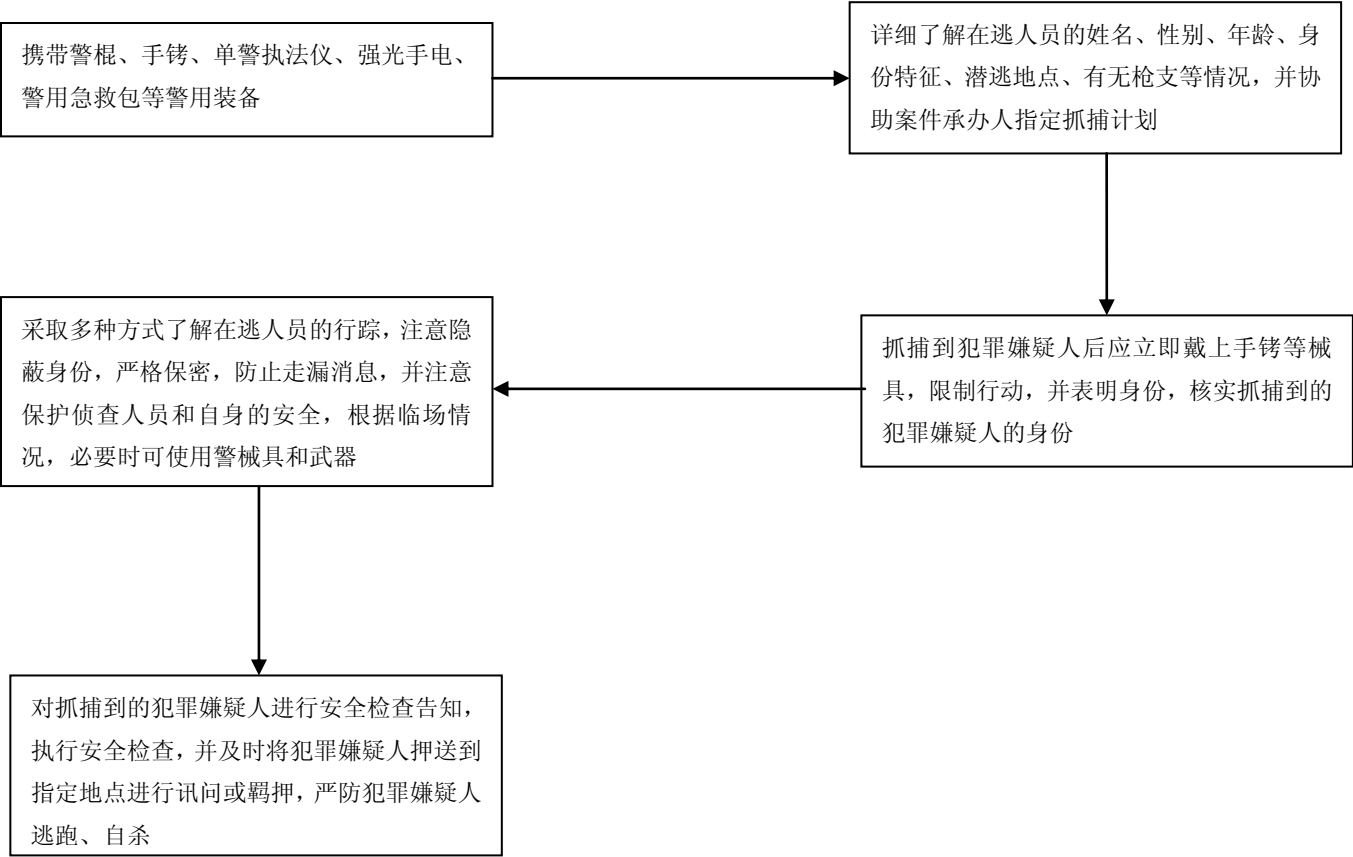 携带警棍、手铐、单警执法仪、强光手电、
警用急救包等警用装备
详细了解在逃人员的姓名、性别、年龄、身
份特征、潜逃地点、有无枪支等情况，并协
助案件承办人指定抓捕计划
采取多种方式了解在逃人员的行踪，注意隐
蔽身份，严格保密，防止走漏消息，并注意
保护侦查人员和自身的安全，根据临场情
况，必要时可使用警械具和武器
抓捕到犯罪嫌疑人后应立即戴上手铐等械
具，限制行动，并表明身份，核实抓捕到的
犯罪嫌疑人的身份
对抓捕到的犯罪嫌疑人进行安全检查告知，
执行安全检查，并及时将犯罪嫌疑人押送到
指定地点进行讯问或羁押，严防犯罪嫌疑人
逃跑、自杀